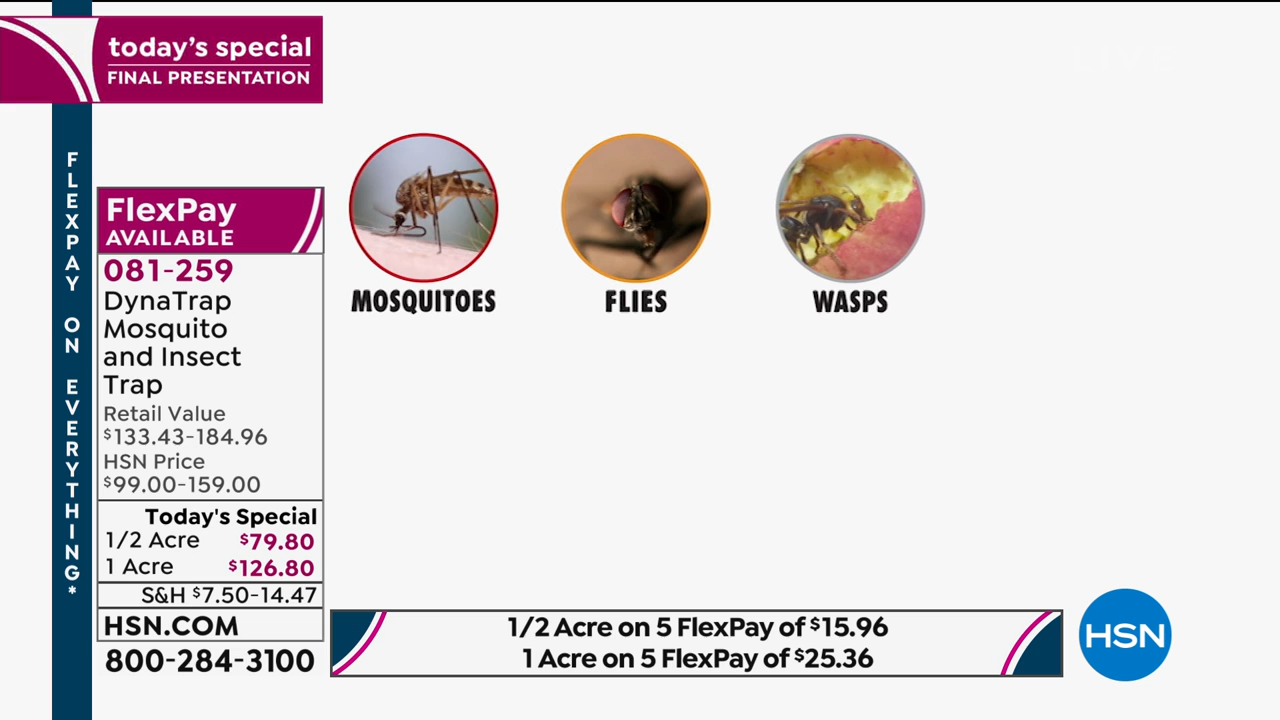 today's special
FINAL PRESENTATION
FLEXPAY ON EVERYTHING*
FlexPay
AVAILABLE
081-259
DynaTrap
Mosquito
and Insect
Trap
Retail Value
$133.43-184.96
HSN Price
$99.00-159.00
Today's Special
1/2 Acre $79.80
1 Acre $126.80
S&H $7.50-14.47
HSN.COM
800-284-3100
MOSQUITOES
FLIES
WASPS
1/2 Acre on 5 FlexPay of $15.96
1 Acre on 5 FlexPay of $25.36
HSN